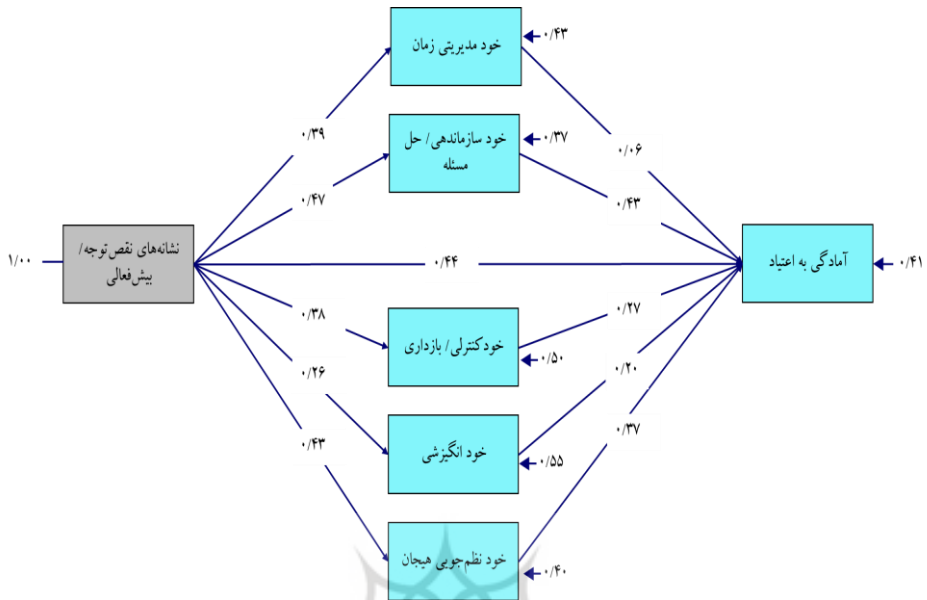 خود مدیریتی زمان
۰/۴۳
۰/۳۹
۰/۰۶
خود سازماندهی/ حل
مسئله
۰/۳۷
۰/۴۷
۰/۴۳
نشانه‌های نقص‌توجه/
بیش‌فعالی
۱/۰۰
۰/۴۴
آمادگی به اعتیاد
۰/۴۱
۰/۳۸
۰/۲۷
خودکنترلی/ بازداری
۰/۵۰
۰/۲۶
۰/۲۰
خود انگیزشی
۰/۵۵
۰/۴۳
۰/۳۷
خود نظم‌جویی هیجان
۰/۴۰